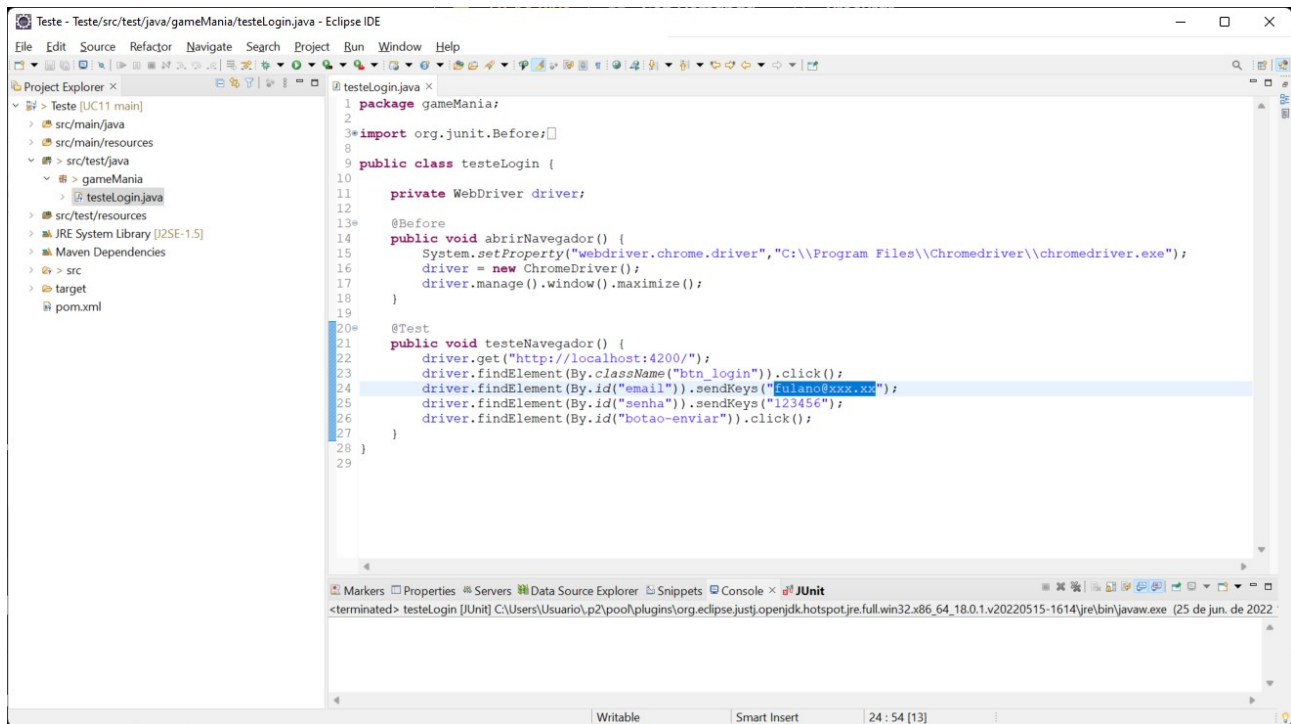 Teste - Teste/src/test/java/gameMania/testeLogin.java - Eclipse IDE
File Edit Source Refactor Navigate Search Project Run Window Help
Project Explorer
testeLogin.java
> Teste [UC11 main]
src/main/java
src/main/resources
> src/test/java
> gameMania
testeLogin.java
src/test/resources
JRE System Library [J2SE-1.5]
Maven Dependencies
> src
target
pom.xml
1 package gameMania;
2
3 import org.junit.Before;
8
9 public class testeLogin {
10
11 private WebDriver driver;
12
13 @Before
14 public void abrirNavegador() {
15 System.setProperty("webdriver.chrome.driver","C:\\Program Files\\Chromedriver\\chromedriver.exe");
16 driver = new ChromeDriver();
17 driver.manage().window().maximize();
18 }
19
20 @Test
21 public void testeNavegador() {
22 driver.get("http://localhost:4200/");
23 driver.findElement(By.className("btn_login")).click();
24 driver.findElement(By.id("email")).sendKeys("fulano@xxx.xx");
25 driver.findElement(By.id("senha")).sendKeys("123456");
26 driver.findElement(By.id("botao-enviar")).click();
27 }
28 }
29
Markers Properties Servers Data Source Explorer Snippets Console JUnit
<terminated> testeLogin [JUnit] C:\Users\Usuario\.p2\pool\plugins\org.eclipse.justj.openjdk.hotspot.jre.full.win32.x86_64_18.0.1.v20220515-1614\jre\bin\javaw.exe (25 de jun. de 2022
Writable Smart Insert 24 : 54 [13]